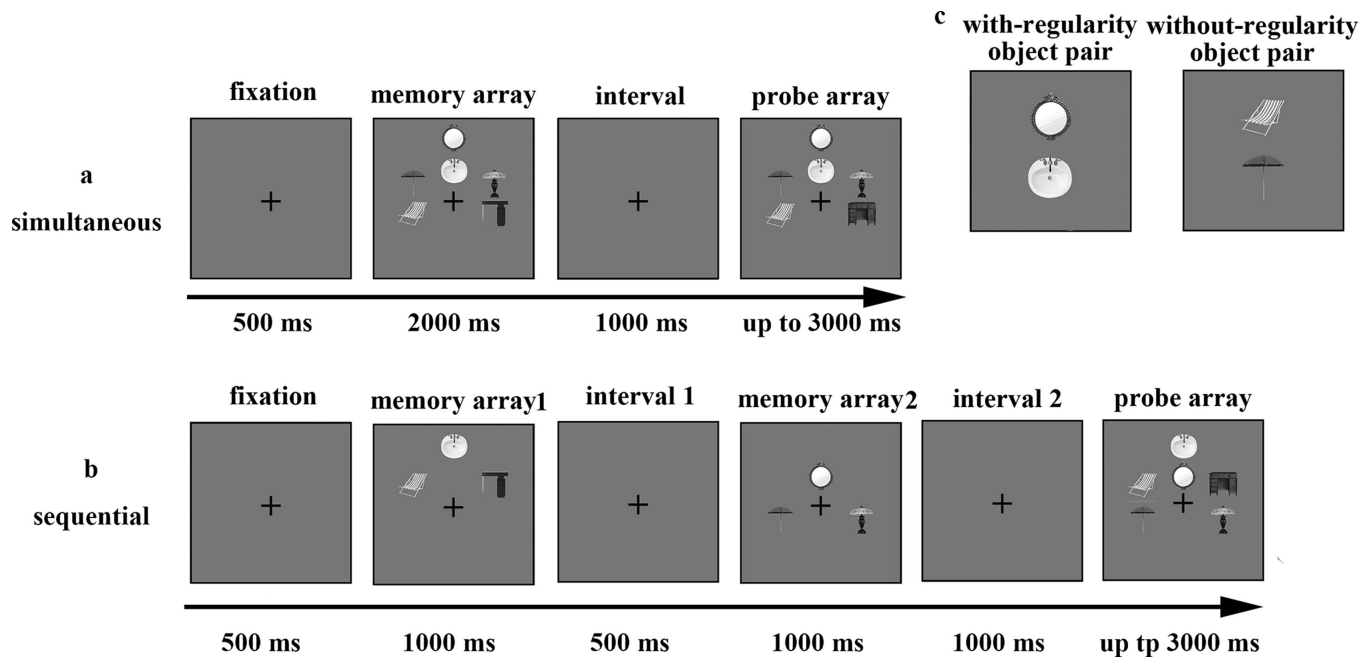 c
with-regularity
object pair
without-regularity
object pair
fixation
memory array
interval
probe array
a
simultaneous
500 ms
2000 ms
1000 ms
up to 3000 ms
fixation
memory array1
interval 1
memory array2
interval 2
probe array
b
sequential
500 ms
1000 ms
500 ms
1000 ms
1000 ms
up tp 3000 ms